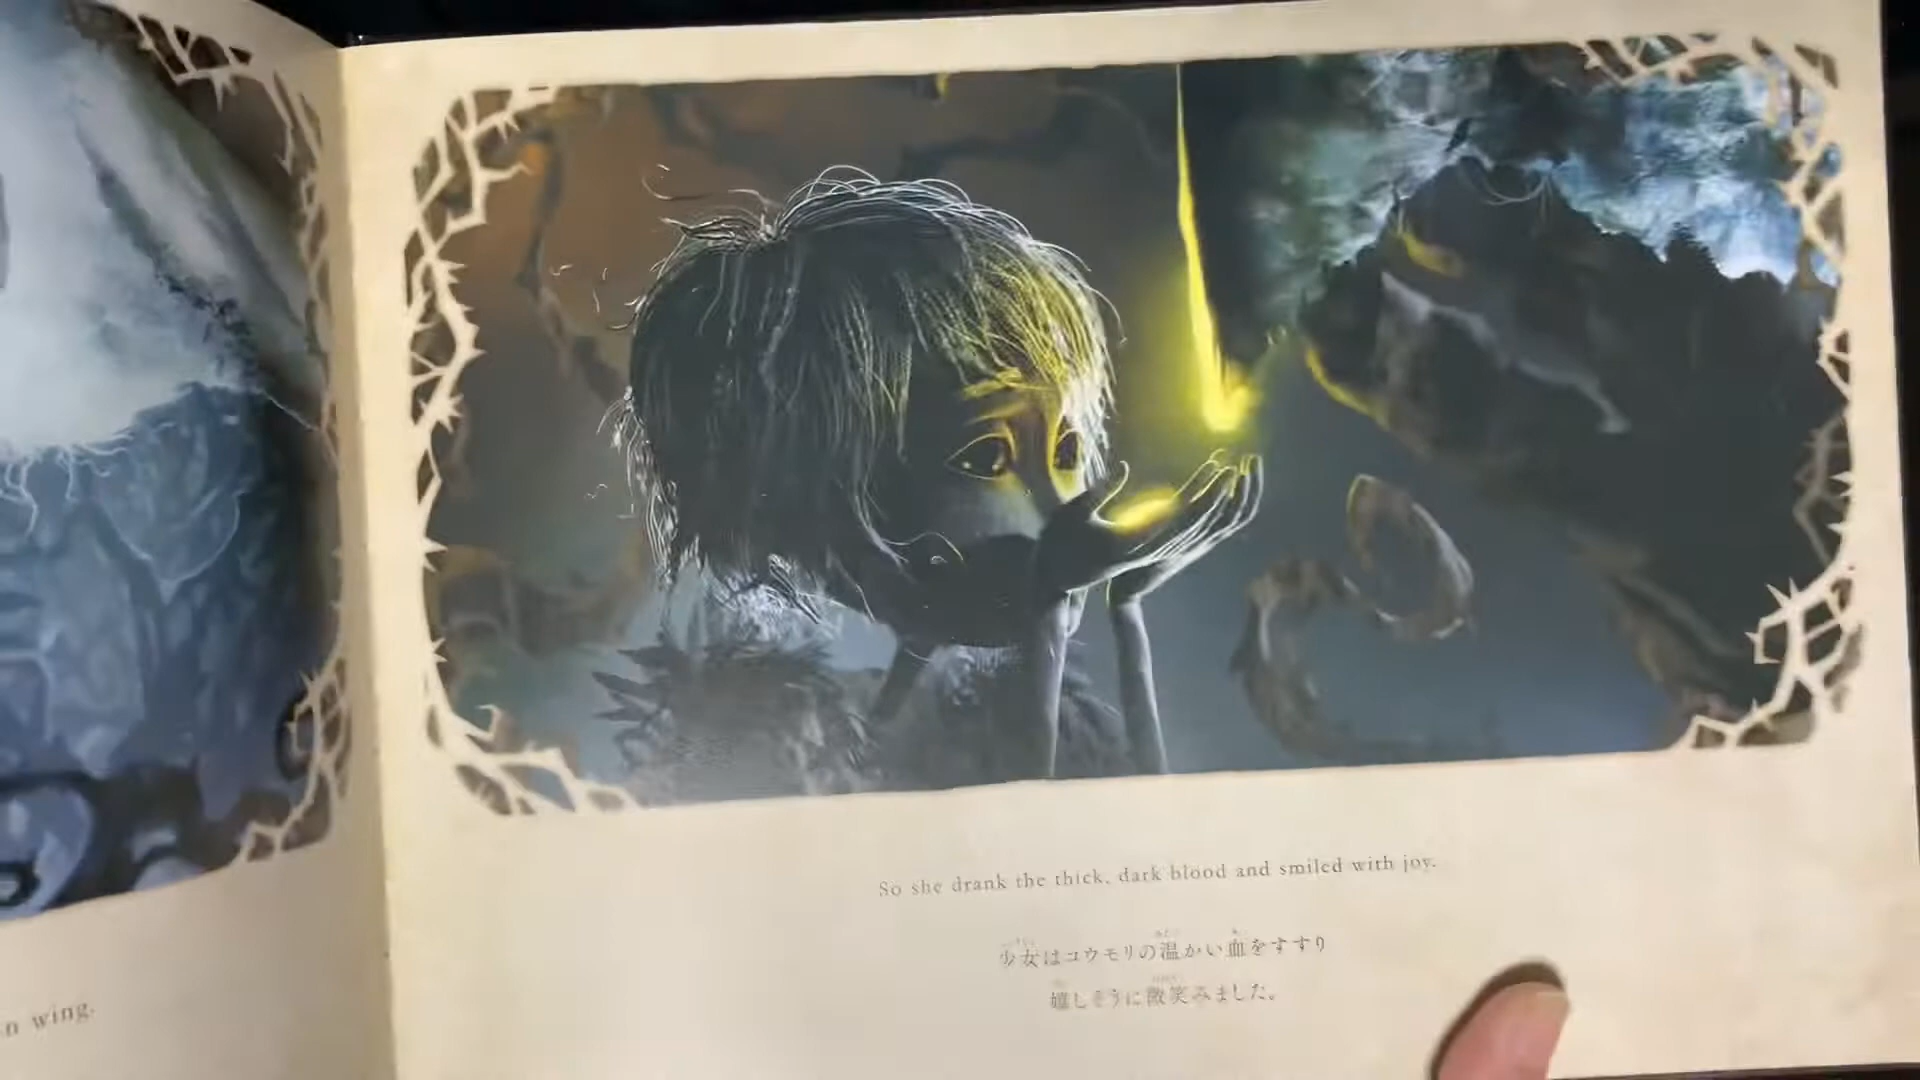 n wing.
So she drank the thick, dark blood and smiled with joy.
少女はコウモリの温かい血をすすり
嬉しそうに微笑みました。